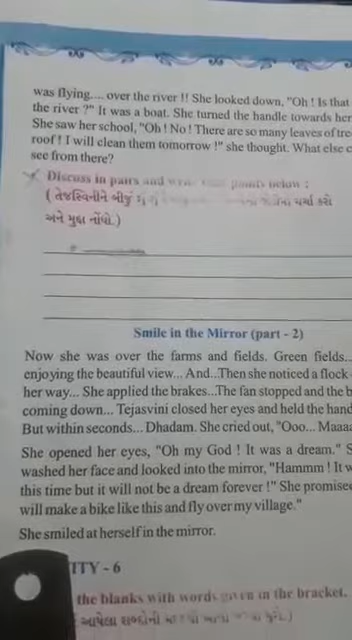 was flying.... over the river !! She looked down, "Oh ! Is that
the river ?" It was a boat. She turned the handle towards her
She saw her school, "Oh ! No ! There are so many leaves of tre
roof ! I will clean them tomorrow !" she thought. What else c
see from there?
Discuss in pairs and points below :
( તેજસ્વિનીને બીજું ચર્ચા કરો
અને મુદ્દા નોંધો.)
Smile in the Mirror (part - 2)
Now she was over the farms and fields. Green fields..
enjoying the beautiful view... And..Then she noticed a flock
her way... She applied the brakes...The fan stopped and the b
coming down... Tejasvini closed her eyes and held the hand
But within seconds... Dhadam. She cried out, "Ooo... Maaa
She opened her eyes, "Oh my God ! It was a dream." S
washed her face and looked into the mirror, "Hammm ! It w
this time but it will not be a dream forever !" She promise
will make a bike like this and fly over my village."
She smiled at herself in the mirror.
ITY - 6
the blanks with words given in the bracket.
આપેલા શબ્દોની